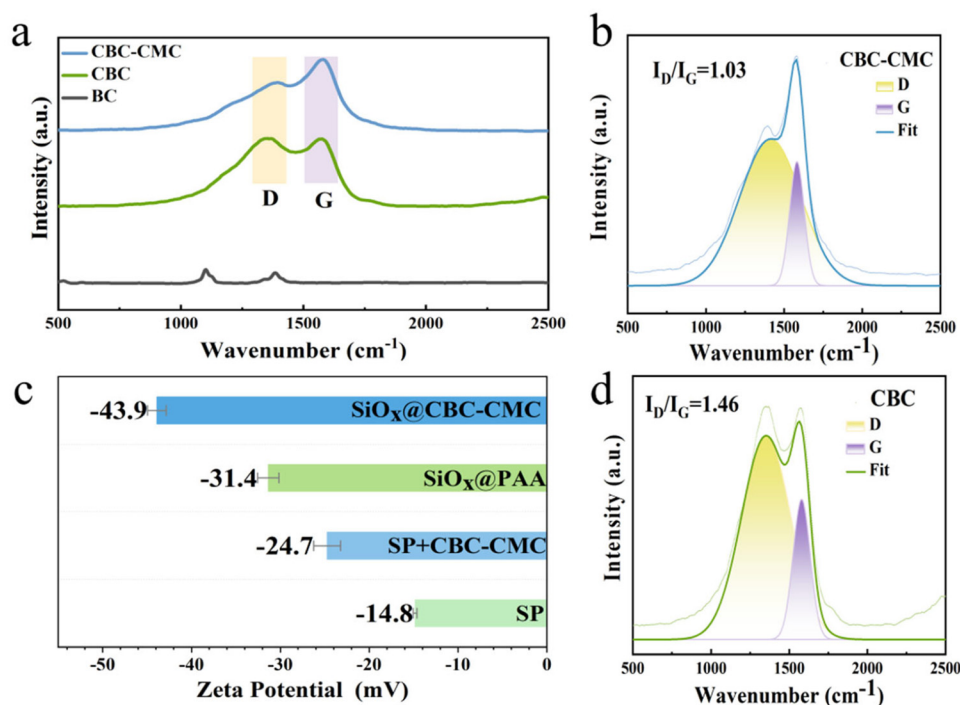 a
CBC-CMC
CBC
BC
D
G
Intensity (a.u.)
500 1000 1500 2000 2500
Wavenumber (cm⁻¹)
b
I_D/I_G=1.03
CBC-CMC
D
G
Fit
Intensity (a.u.)
500 1000 1500 2000 2500
Wavenumber (cm⁻¹)
c
-43.9 SiOₓ@CBC-CMC
-31.4 SiOₓ@PAA
-24.7 SP+CBC-CMC
-14.8 SP
-50 -40 -30 -20 -10 0
Zeta Potential (mV)
d
I_D/I_G=1.46
CBC
D
G
Fit
Intensity (a.u.)
500 1000 1500 2000 2500
Wavenumber (cm⁻¹)